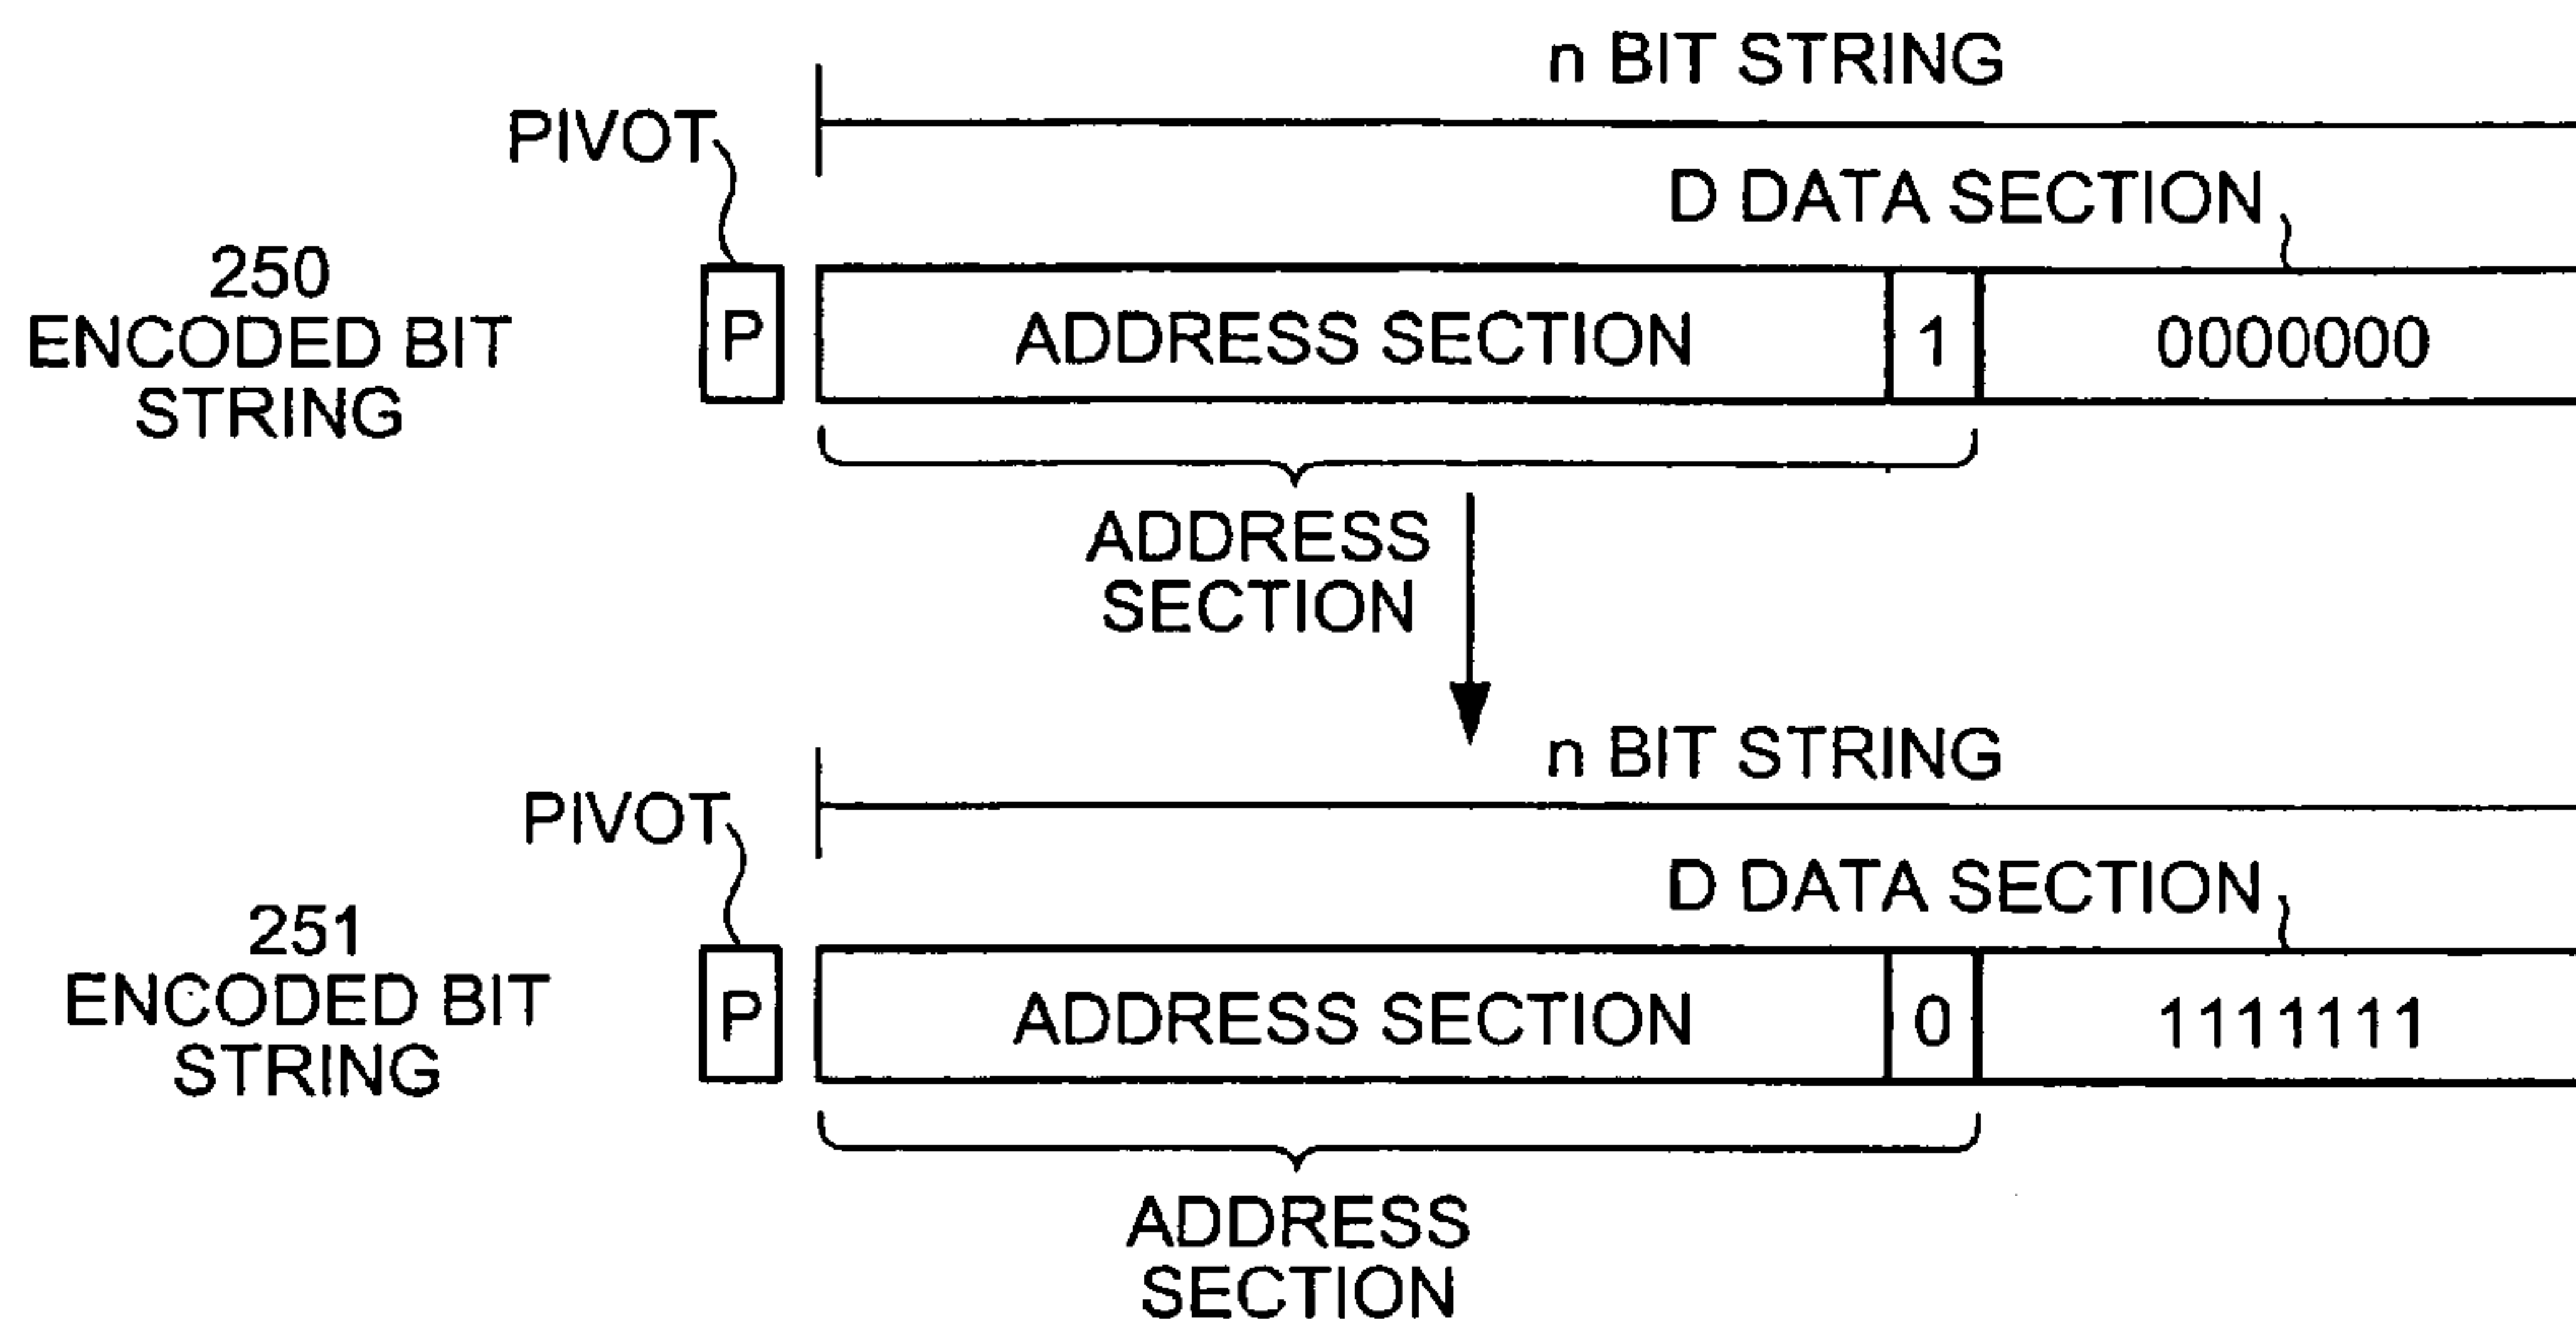 n BIT STRING
PIVOT
D DATA SECTION
250
ENCODED BIT
STRING
P
ADDRESS SECTION
1
0000000
ADDRESS
SECTION
n BIT STRING
PIVOT
D DATA SECTION
251
ENCODED BIT
STRING
P
ADDRESS SECTION
0
1111111
ADDRESS
SECTION